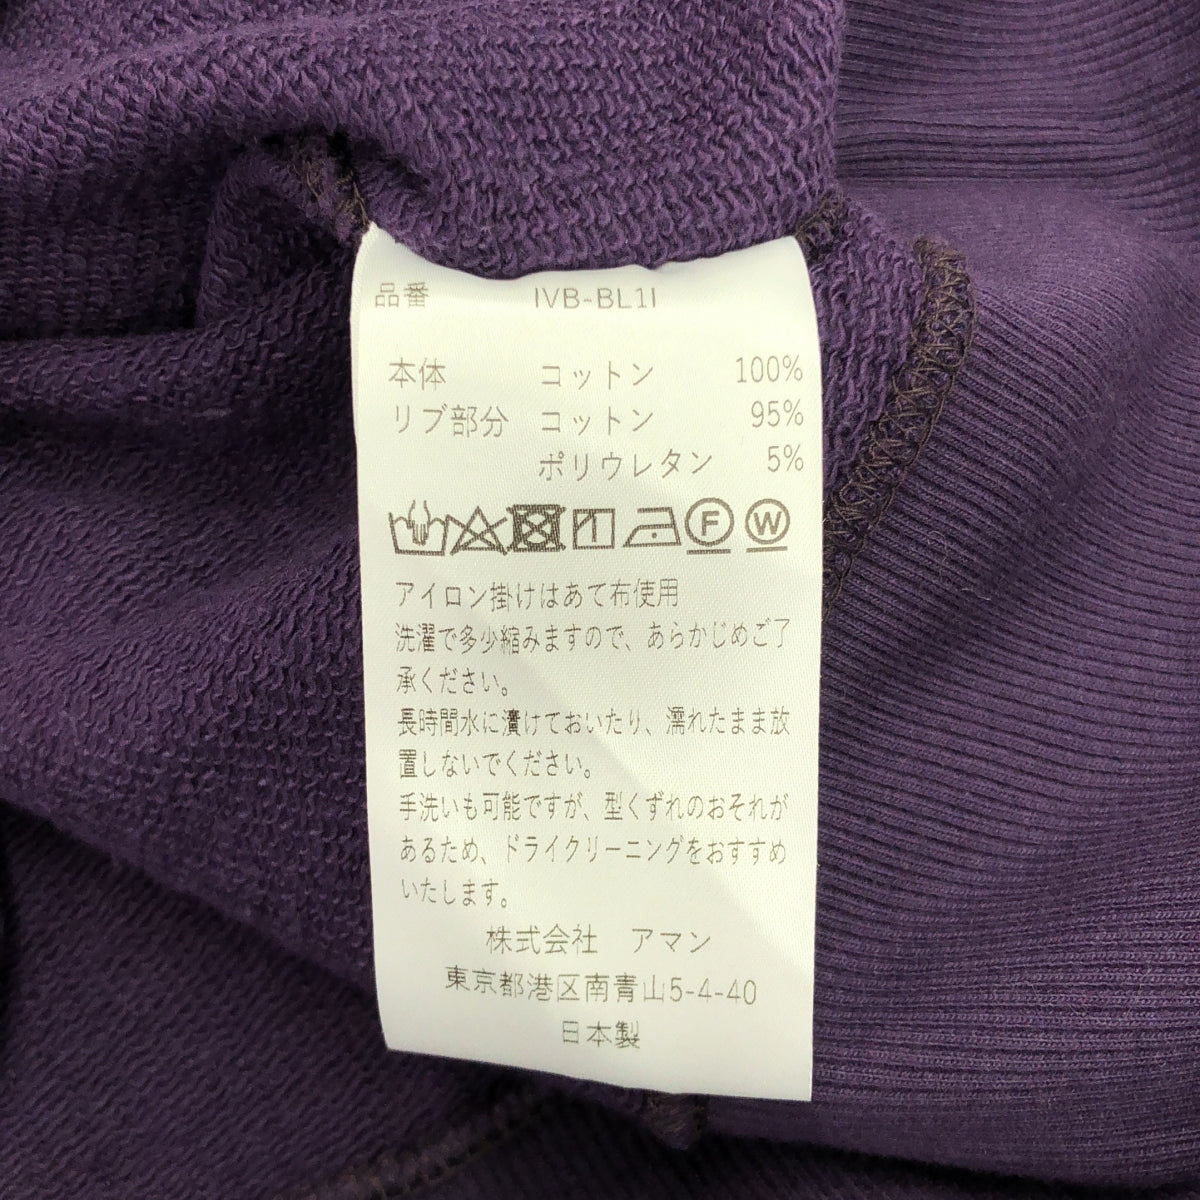 品番 IVB-BL1I
本体 コットン 100%
リブ部分 コットン 95%
ポリウレタン 5%
F W
アイロン掛けはあて布使用
洗濯で多少縮みますので、あらかじめご了
承ください。
長時間水に漬けておいたり、濡れたまま放
置しないでください。
手洗いも可能ですが、型くずれのおそれが
あるため、ドライクリーニングをおすすめ
いたします。
株式会社 アマン
東京都港区南青山5-4-40
日本製